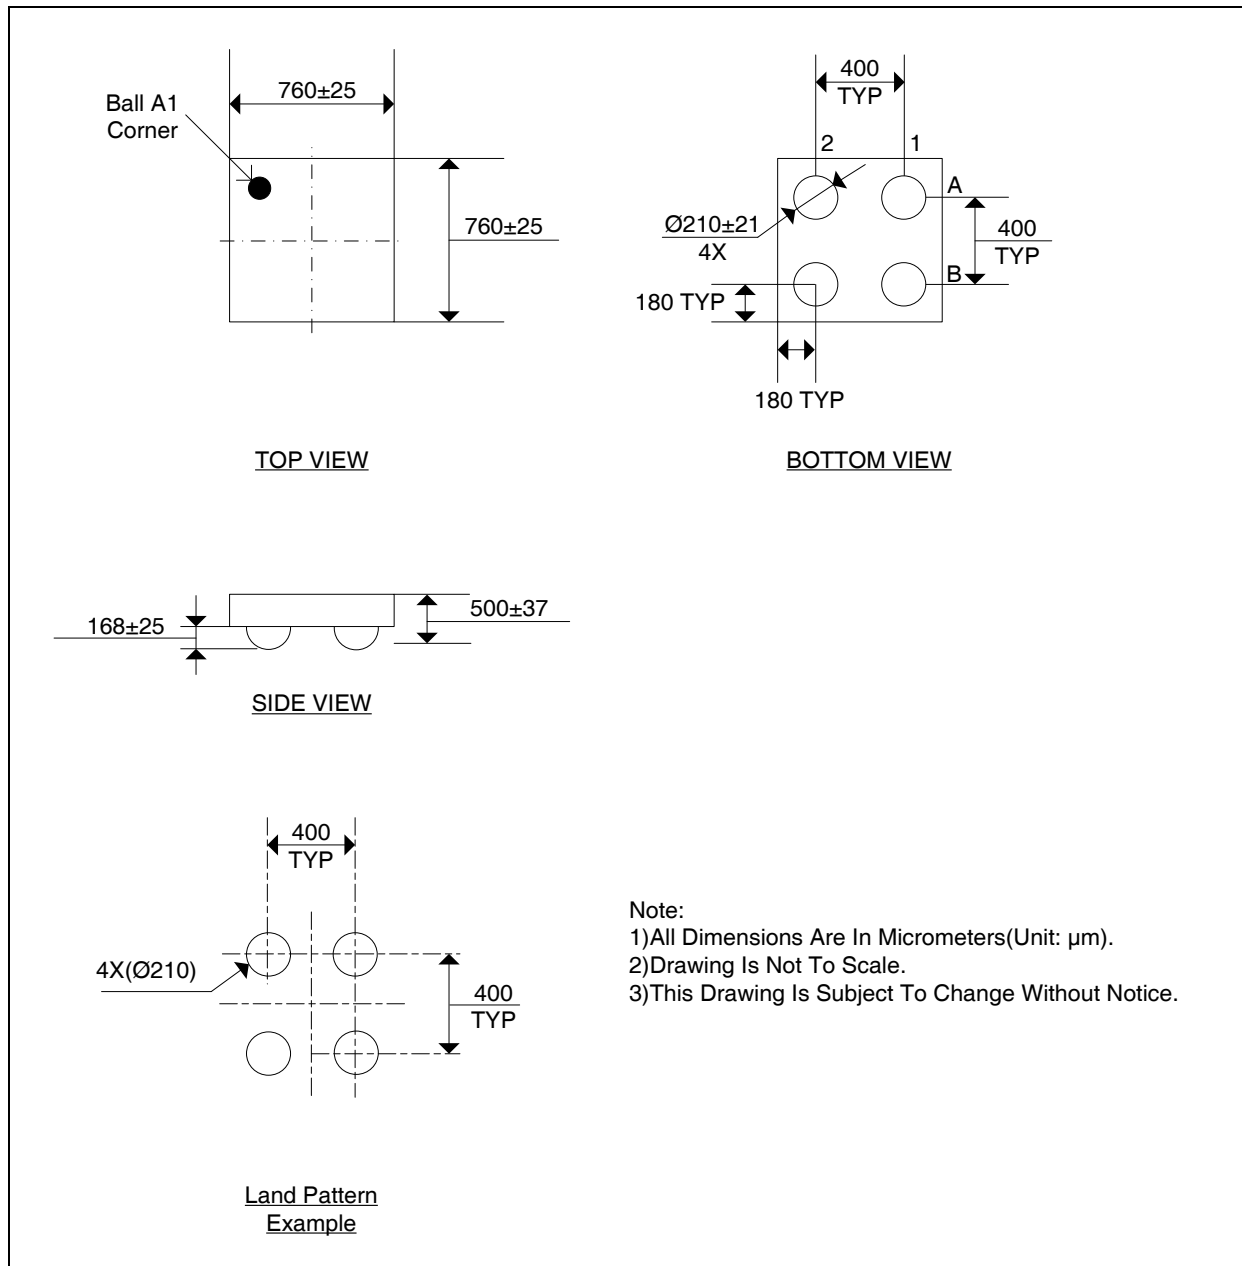 760±25
Ball A1
Corner
760±25
TOP VIEW
400
TYP
2
1
A
Ø210±21
4X
400
TYP
B
180 TYP
180 TYP
BOTTOM VIEW
168±25
500±37
SIDE VIEW
400
TYP
4X(Ø210)
400
TYP
Land Pattern
Example
Note:
1)All Dimensions Are In Micrometers(Unit: µm).
2)Drawing Is Not To Scale.
3)This Drawing Is Subject To Change Without Notice.